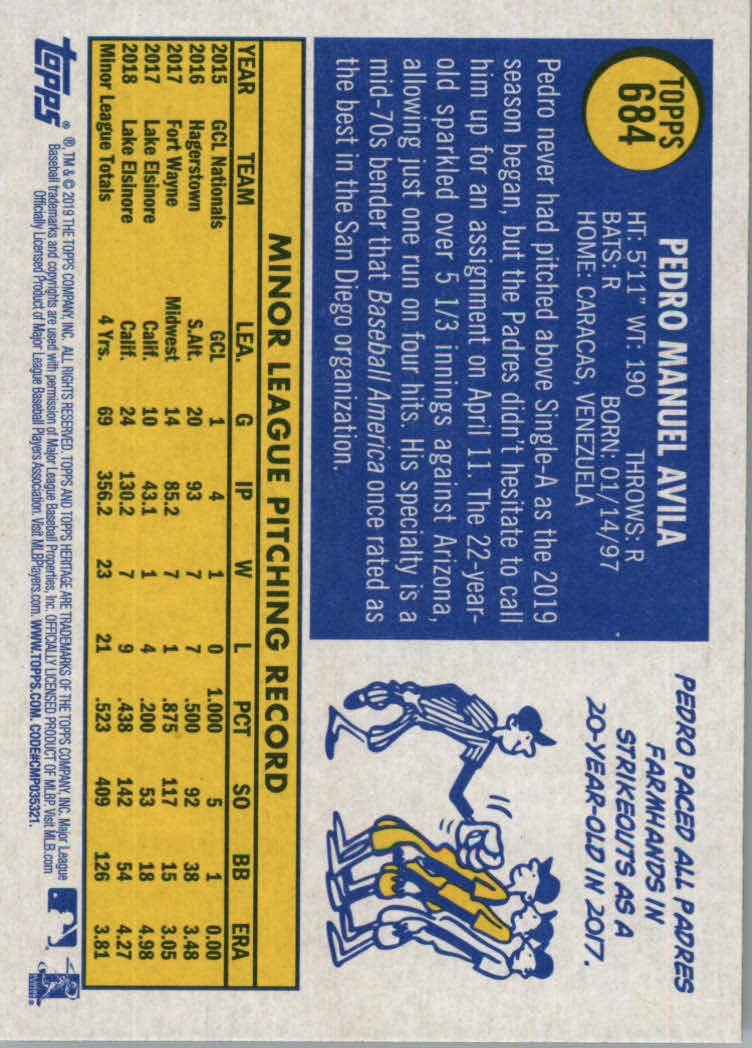 TOPPS
684
PEDRO MANUEL AVILA
HT: 5'11" WT: 190 THROWS: R
BATS: R BORN: 01/14/97
HOME: CARACAS, VENEZUELA
Pedro never had pitched above Single-A as the 2019
season began, but the Padres didn't hesitate to call
him up for an assignment on April 11. The 22-year-
old sparkled over 5 1/3 innings against Arizona,
allowing just one run on four hits. His specialty is a
mid-70s bender that Baseball America once rated as
the best in the San Diego organization.
PEDRO PACED ALL PADRES
FARMHANDS IN
STRIKEOUTS AS A
20-YEAR-OLD IN 2017.
MINOR LEAGUE PITCHING RECORD
YEAR TEAM LEA. G IP W L PCT SO BB ERA
2015 GCL Nationals GCL 1 4 1 0 1.000 5 1 0.00
2016 Hagerstown S.Alt. 20 93 7 7 .500 92 38 3.48
2017 Fort Wayne Midwest 14 85.2 7 1 .875 117 15 3.05
2017 Lake Elsinore Calif. 10 43.1 1 4 .200 53 18 4.98
2018 Lake Elsinore Calif. 24 130.2 7 9 .438 142 54 4.27
Minor League Totals 4 Yrs. 69 356.2 23 21 .523 409 126 3.81
topps®
®, TM & © 2019 THE TOPPS COMPANY, INC. ALL RIGHTS RESERVED. TOPPS AND TOPPS HERITAGE ARE TRADEMARKS OF THE TOPPS COMPANY, INC. Major League
Baseball trademarks and copyrights are used with permission of Major League Baseball Properties, Inc. OFFICIALLY LICENSED PRODUCT OF MLBP. Visit MLB.com
Officially Licensed Product of Major League Baseball Players Association. Visit MLBPlayers.com. WWW.TOPPS.COM. CODE#CMP035321.